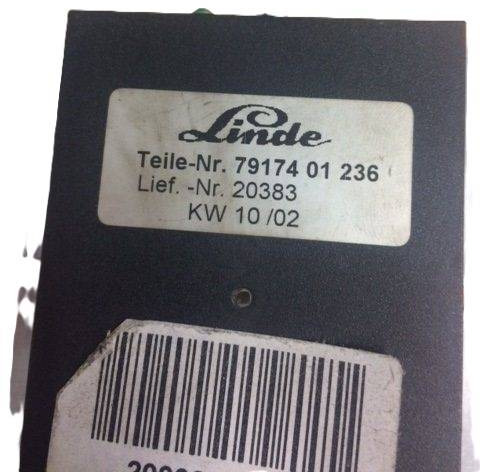 Linde
Teile-Nr. 79174 01 236
Lief. -Nr. 20383
KW 10 /02